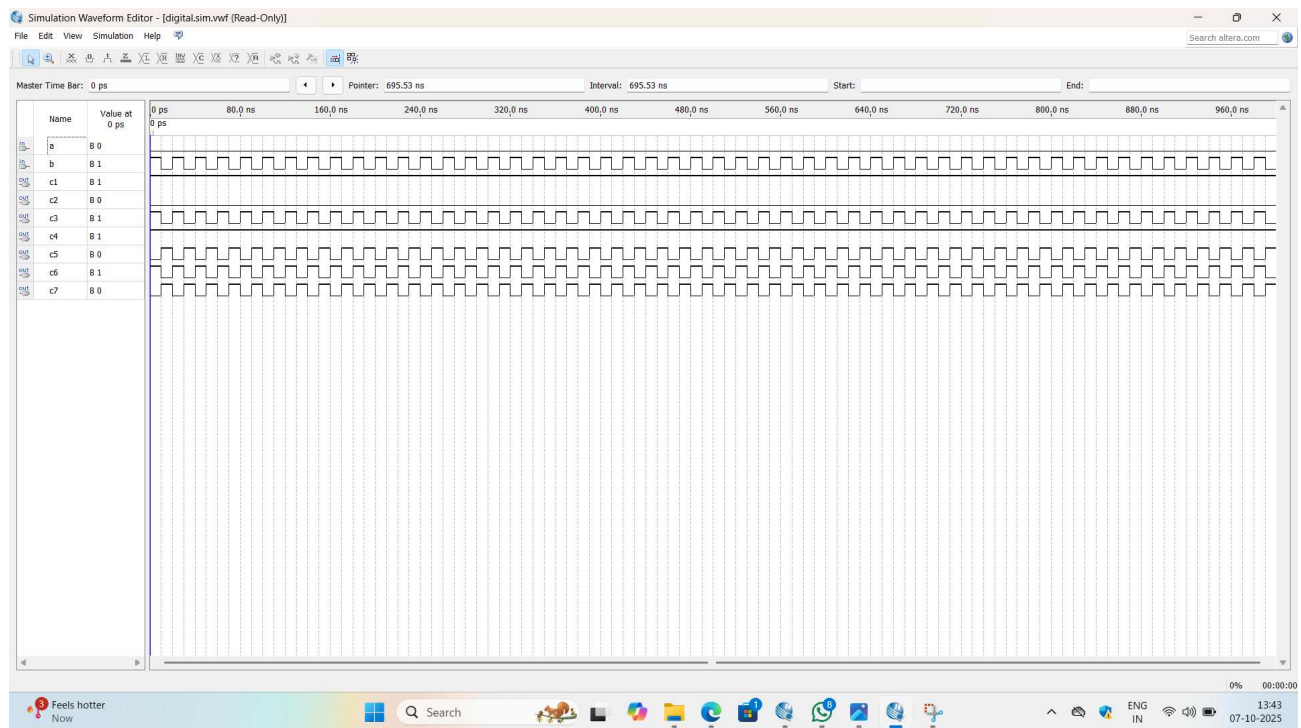 Simulation Waveform Editor - [digital.sim.vwf (Read-Only)]
File Edit View Simulation Help
Search altera.com
Master Time Bar: 0 ps Pointer: 695.53 ns Interval: 695.53 ns Start: End:
Name Value at 0 ps
0 ps 80.0 ns 160.0 ns 240.0 ns 320.0 ns 400.0 ns 480.0 ns 560.0 ns 640.0 ns 720.0 ns 800.0 ns 880.0 ns 960.0 ns
0 ps
a B 0
b B 1
c1 B 1
c2 B 0
c3 B 1
c4 B 1
c5 B 0
c6 B 1
c7 B 0
0% 00:00:00
3 Feels hotter
Now
Search
1
8
ENG
IN
13:43
07-10-2025